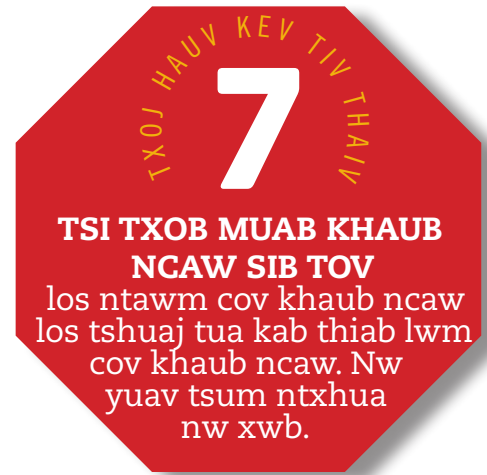 TXOJ HAUV KEV TIV THAIV
7
TSI TXOB MUAB KHAUB
NCAW SIB TOV
los ntawm cov khaub ncaw
los tshuaj tua kab thiab lwm
cov khaub ncaw. Nw
yuav tsum ntxhua
nw xwb.